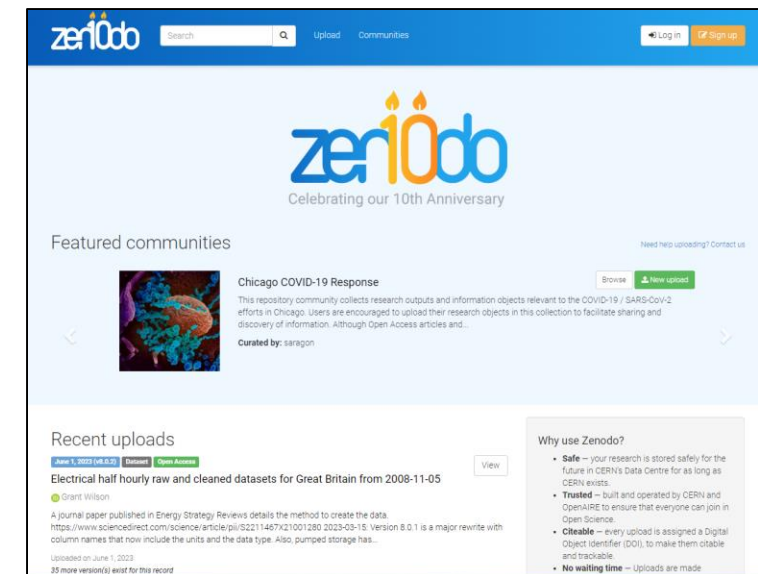 zen10do
Search
Upload
Communities
Log in
Sign up
zen10do
Celebrating our 10th Anniversary
Featured communities
Need help uploading? Contact us
Chicago COVID-19 Response
Browse
New upload
This repository community collects research outputs and information objects relevant to the COVID-19 / SARS-CoV-2
efforts in Chicago. Users are encouraged to upload their research objects in this collection to facilitate sharing and
discovery of information. Although Open Access articles and...
Curated by: saragon
Recent uploads
June 1, 2023 (v8.0.2) Dataset Open Access
View
Electrical half hourly raw and cleaned datasets for Great Britain from 2008-11-05
Grant Wilson
A journal paper published in Energy Strategy Reviews details the method to create the data.
https://www.sciencedirect.com/science/article/pii/S2211467X21001280 2023-03-15: Version 8.0.1 is a major rewrite with
column names that now include the units and the data type. Also, pumped storage has...
Uploaded on June 1, 2023
35 more version(s) exist for this record
Why use Zenodo?
• Safe — your research is stored safely for the
future in CERN's Data Centre for as long as
CERN exists.
• Trusted — built and operated by CERN and
OpenAIRE to ensure that everyone can join in
Open Science.
• Citeable — every upload is assigned a Digital
Object Identifier (DOI), to make them citable
and trackable.
• No waiting time — Uploads are made